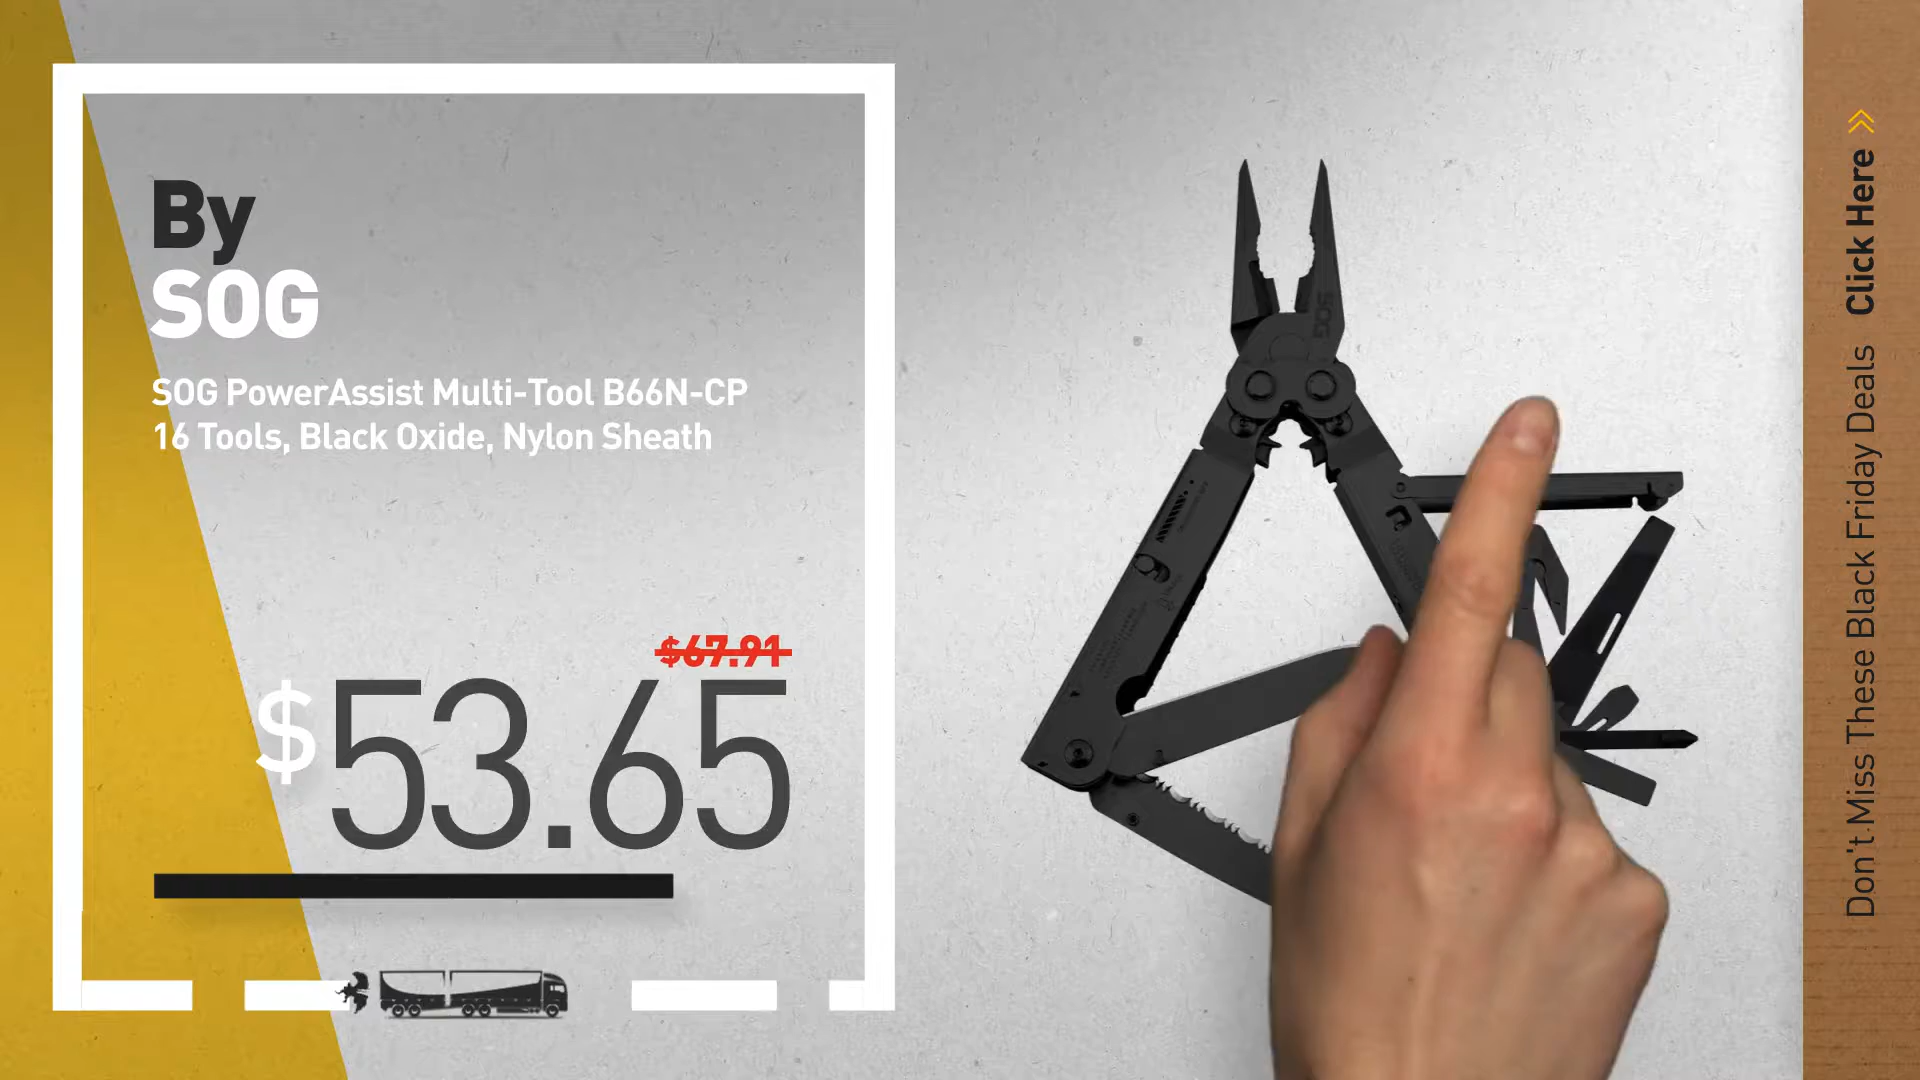 By
SOG
SOG PowerAssist Multi-Tool B66N-CP
16 Tools, Black Oxide, Nylon Sheath
$67.91
$53.65
SOG
Don't Miss These Black Friday Deals Click Here